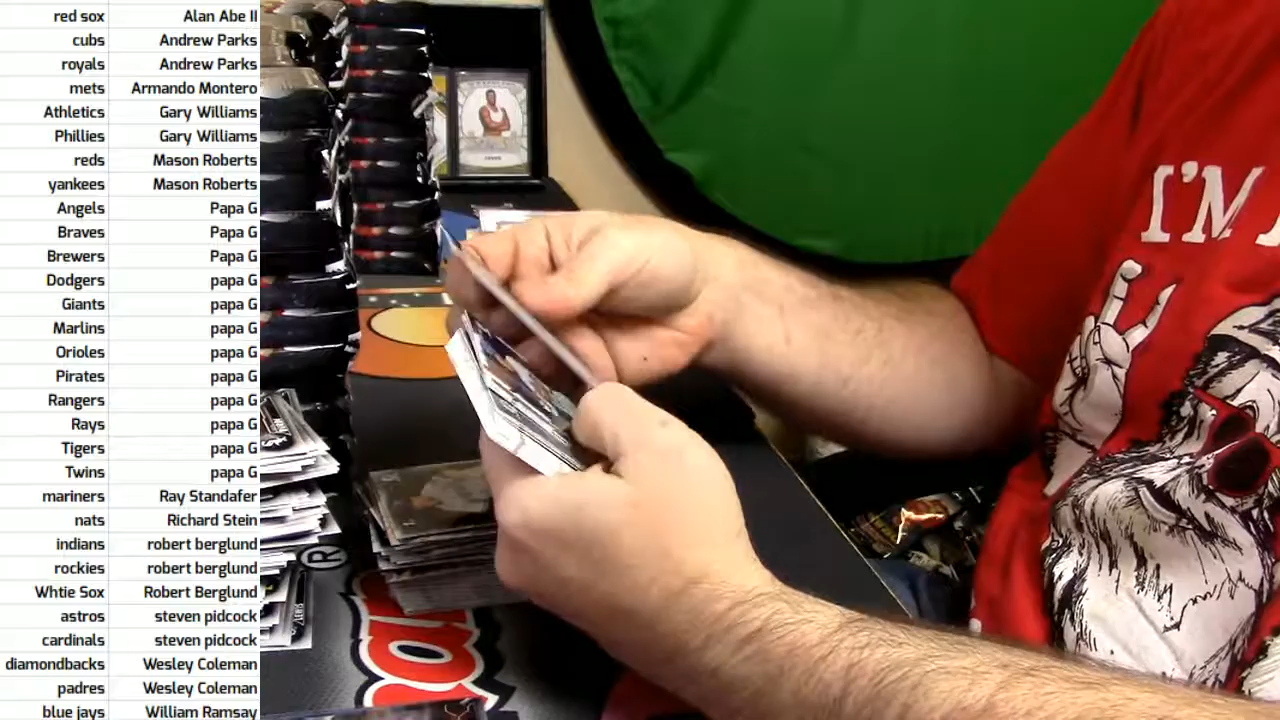 red sox Alan Abe II
cubs Andrew Parks
royals Andrew Parks
mets Armando Montero
Athletics Gary Williams
Phillies Gary Williams
reds Mason Roberts
yankees Mason Roberts
Angels Papa G
Braves Papa G
Brewers Papa G
Dodgers papa G
Giants papa G
Marlins papa G
Orioles papa G
Pirates papa G
Rangers papa G
Rays papa G
Tigers papa G
Twins papa G
mariners Ray Standafer
nats Richard Stein
indians robert berglund
rockies robert berglund
Whtie Sox Robert Berglund
astros steven pidcock
cardinals steven pidcock
diamondbacks Wesley Coleman
padres Wesley Coleman
blue jays William Ramsay
I'M
®